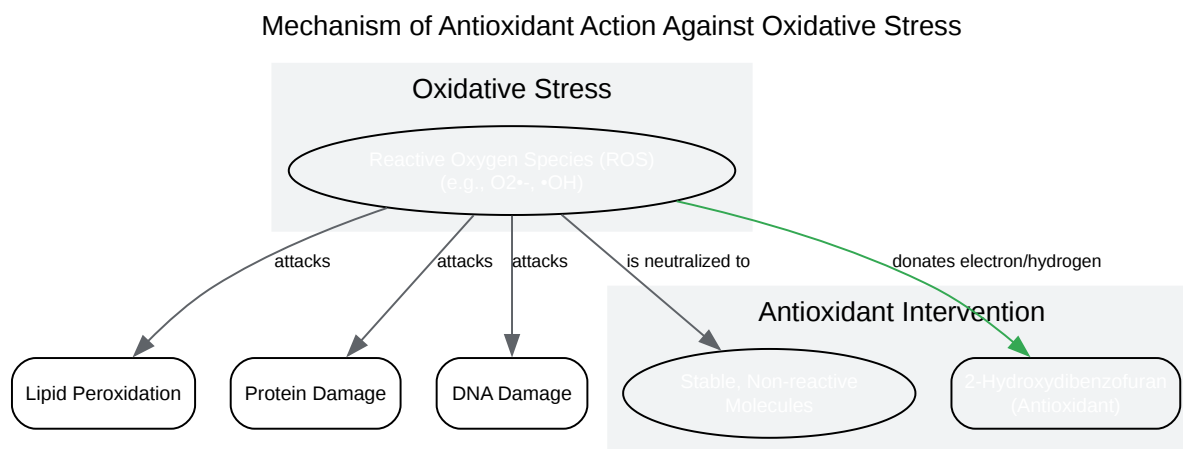 Mechanism of Antioxidant Action Against Oxidative Stress
Oxidative Stress
Reactive Oxygen Species (ROS)
(e.g., O2•-, •OH)
attacks
attacks
attacks
is neutralized to
donates electron/hydrogen
Antioxidant Intervention
Lipid Peroxidation
Protein Damage
DNA Damage
Stable, Non-reactive
Molecules
2-Hydroxydibenzofuran
(Antioxidant)